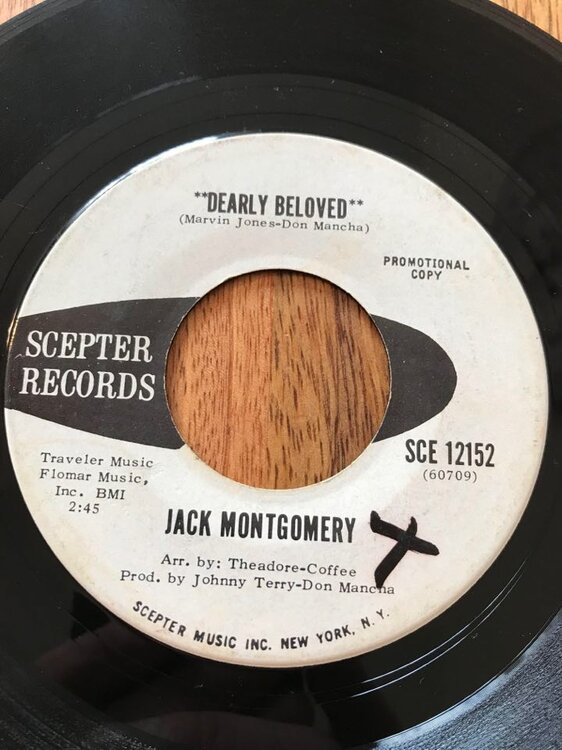 **DEARLY BELOVED**
(Marvin Jones-Don Mancha)
PROMOTIONAL
COPY
SCEPTER
RECORDS
Traveler Music
Flomar Music,
Inc. BMI
2:45
SCE 12152
(60709)
JACK MONTGOMERY
Arr. by: Theadore-Coffee
Prod. by Johnny Terry-Don Mancha
SCEPTER MUSIC INC. NEW YORK, N. Y.